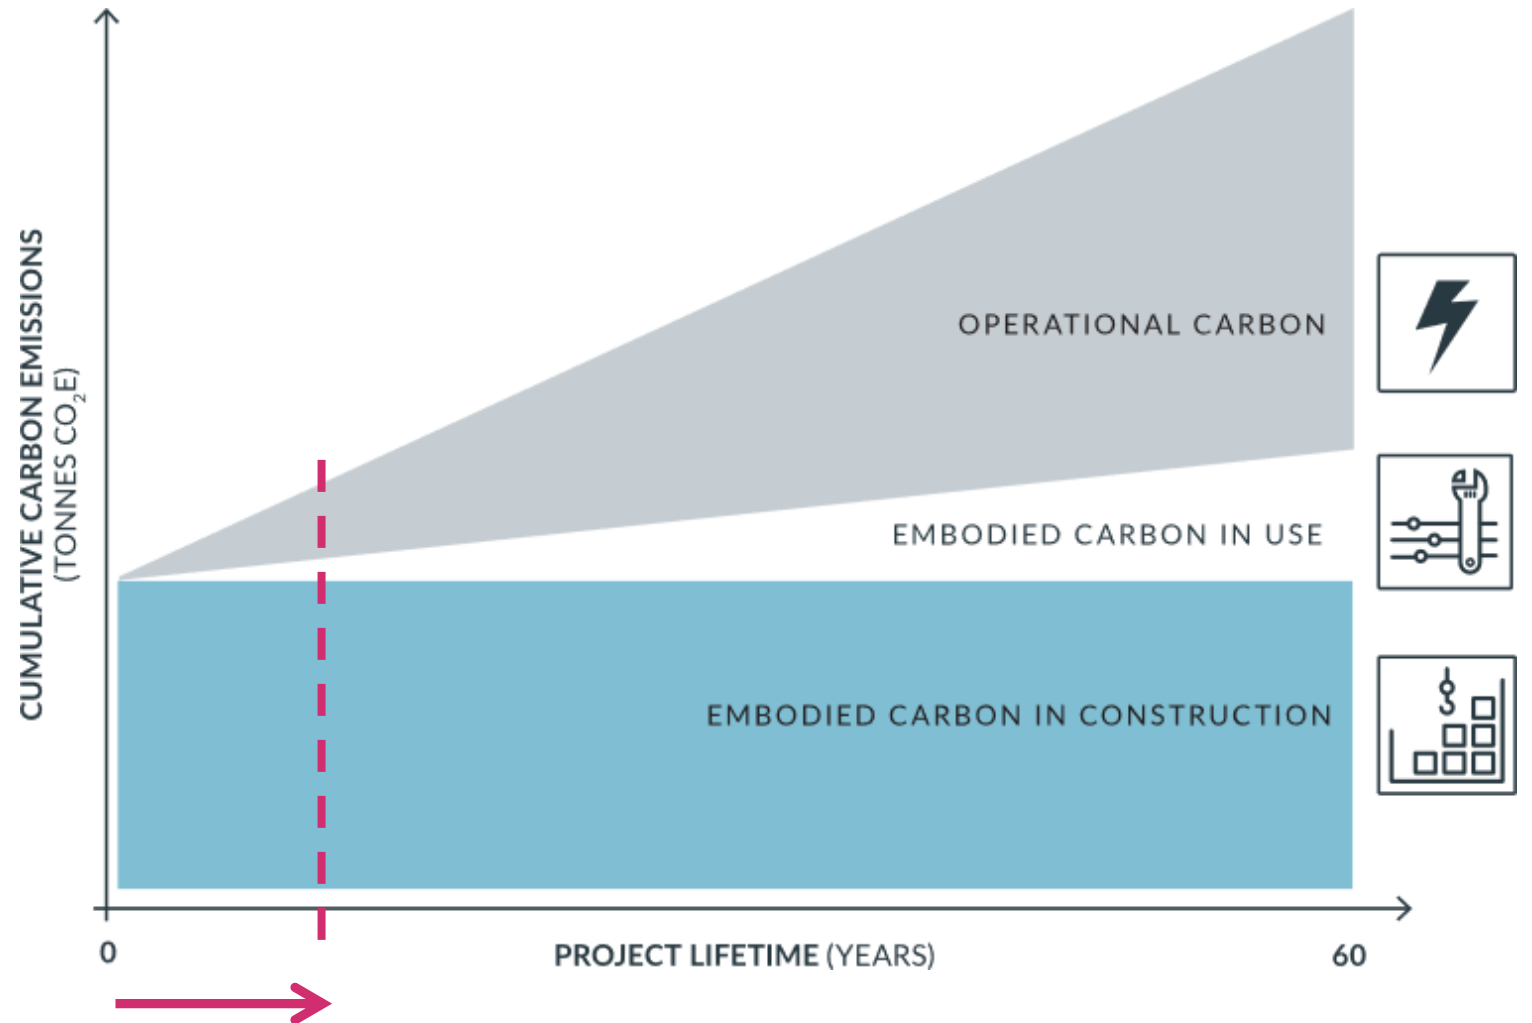 CUMULATIVE CARBON EMISSIONS
(TONNES CO₂E)
OPERATIONAL CARBON
EMBODIED CARBON IN USE
EMBODIED CARBON IN CONSTRUCTION
0
PROJECT LIFETIME (YEARS)
60